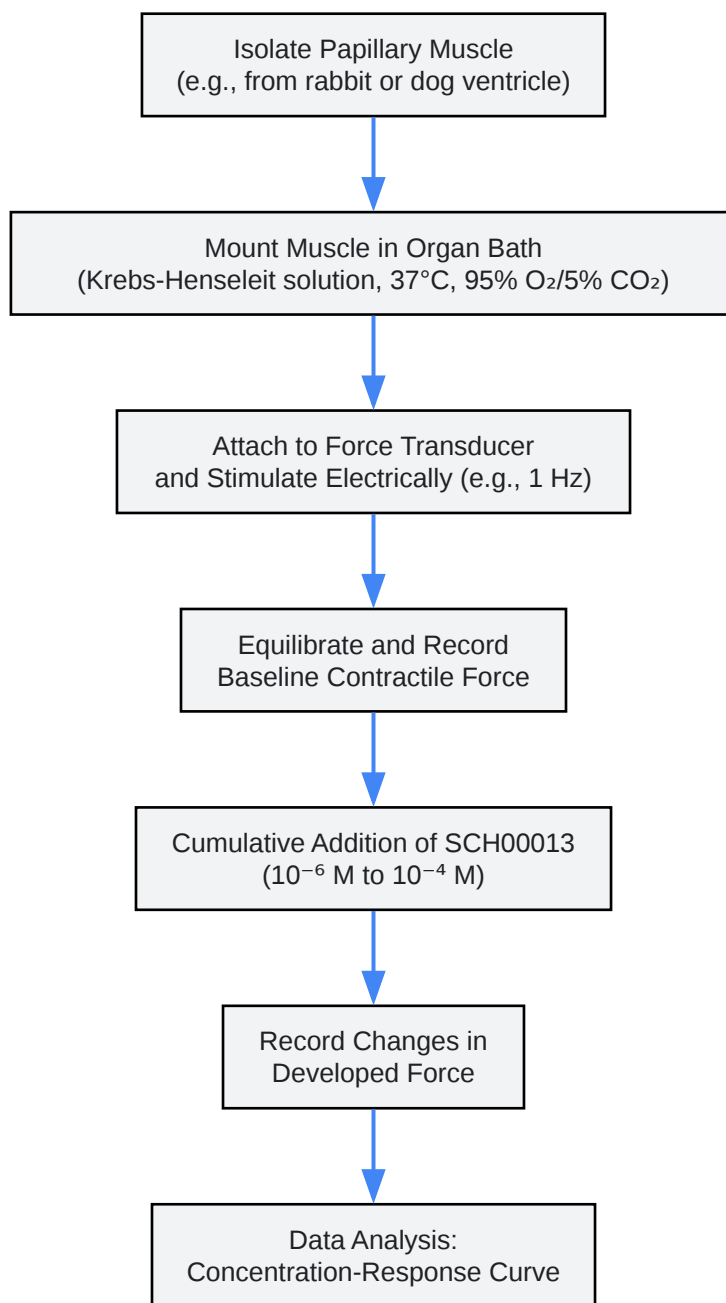 Isolate Papillary Muscle
(e.g., from rabbit or dog ventricle)
Mount Muscle in Organ Bath
(Krebs-Henseleit solution, 37°C, 95% O₂/5% CO₂)
Attach to Force Transducer
and Stimulate Electrically (e.g., 1 Hz)
Equilibrate and Record
Baseline Contractile Force
Cumulative Addition of SCH00013
(10⁻⁶ M to 10⁻⁴ M)
Record Changes in
Developed Force
Data Analysis:
Concentration-Response Curve